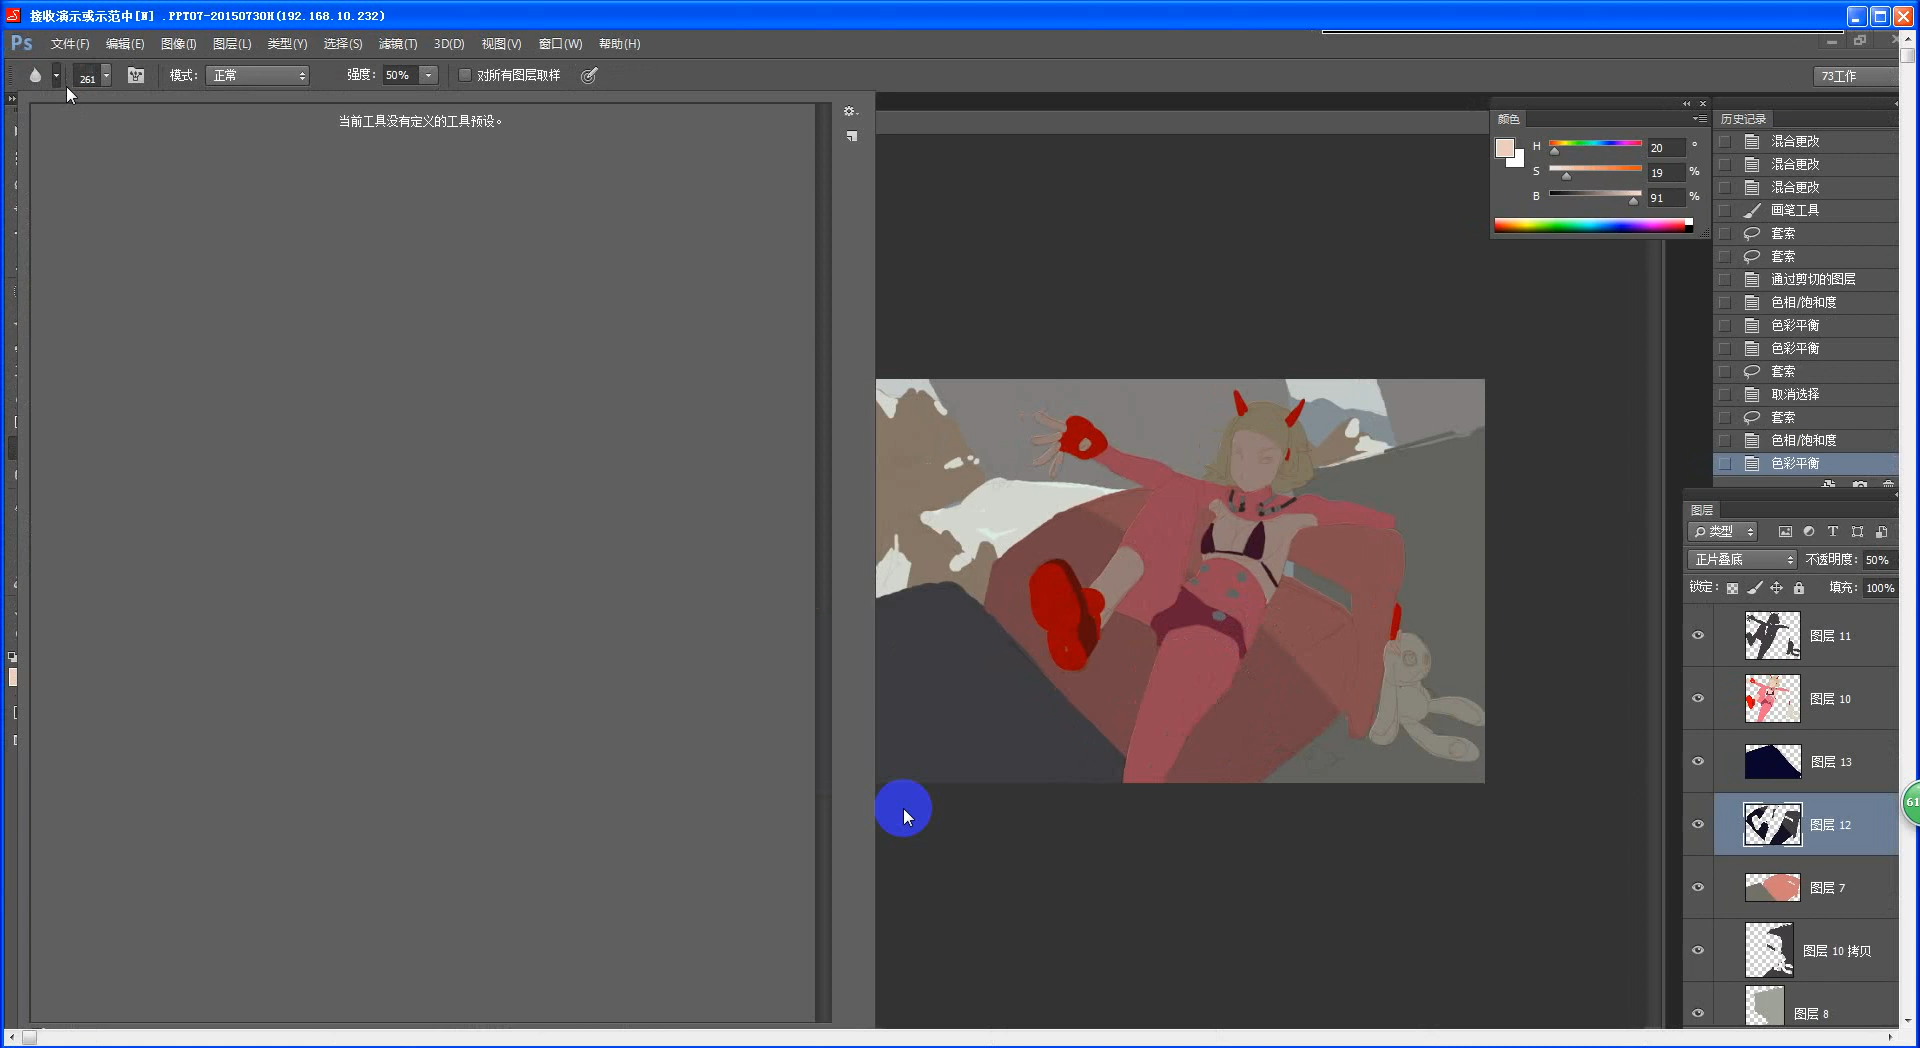 接收演示或示范中[N] .PPT07-20150730H(192.168.10.232)
Ps 文件(F) 编辑(E) 图像(I) 图层(L) 类型(Y) 选择(S) 滤镜(T) 3D(D) 视图(V) 窗口(W) 帮助(H)
261 模式: 正常 强度: 50% 对所有图层取样 73工作
当前工具没有定义的工具预设。
颜色
H 20 °
S 19 %
B 91 %
历史记录
混合更改
混合更改
混合更改
画笔工具
套索
套索
通过剪切的图层
色相/饱和度
色彩平衡
色彩平衡
套索
取消选择
套索
色相/饱和度
色彩平衡
图层
类型
正片叠底 不透明度: 50%
锁定: 填充: 100%
图层 11
图层 10
图层 13
图层 12
图层 7
图层 10 拷贝
图层 8
61